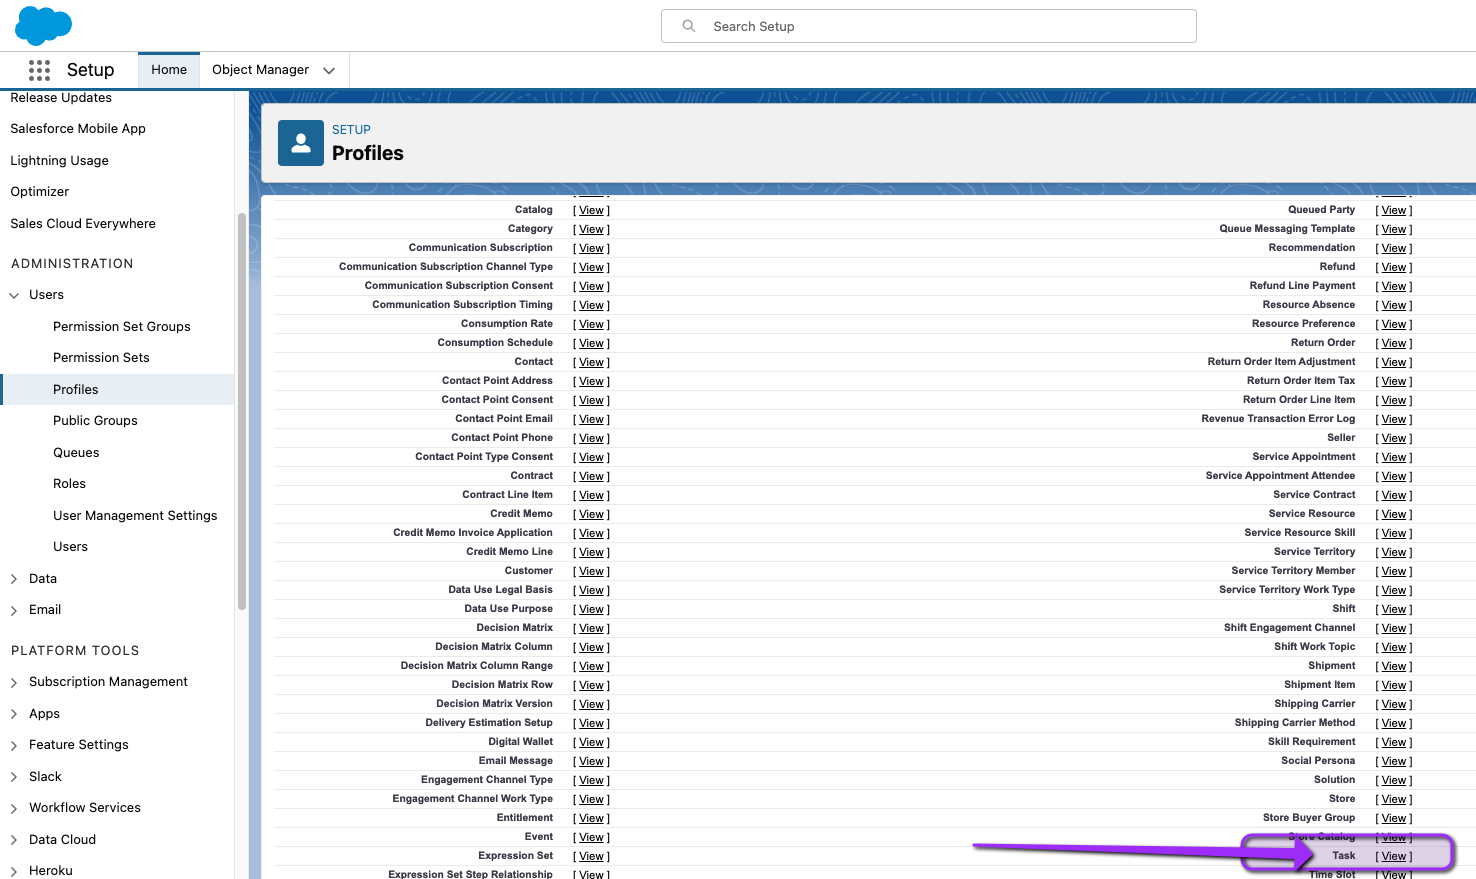 Search Setup
Setup
Home
Object Manager
Release Updates
Salesforce Mobile App
Lightning Usage
Optimizer
Sales Cloud Everywhere
ADMINISTRATION
Users
Permission Set Groups
Permission Sets
Profiles
Public Groups
Queues
Roles
User Management Settings
Users
Data
Email
PLATFORM TOOLS
Subscription Management
Apps
Feature Settings
Slack
Workflow Services
Data Cloud
Heroku
SETUP
Profiles
Catalog [ View ]
Category [ View ]
Communication Subscription [ View ]
Communication Subscription Channel Type [ View ]
Communication Subscription Consent [ View ]
Communication Subscription Timing [ View ]
Consumption Rate [ View ]
Consumption Schedule [ View ]
Contact [ View ]
Contact Point Address [ View ]
Contact Point Consent [ View ]
Contact Point Email [ View ]
Contact Point Phone [ View ]
Contact Point Type Consent [ View ]
Contract [ View ]
Contract Line Item [ View ]
Credit Memo [ View ]
Credit Memo Invoice Application [ View ]
Credit Memo Line [ View ]
Customer [ View ]
Data Use Legal Basis [ View ]
Data Use Purpose [ View ]
Decision Matrix [ View ]
Decision Matrix Column [ View ]
Decision Matrix Column Range [ View ]
Decision Matrix Row [ View ]
Decision Matrix Version [ View ]
Delivery Estimation Setup [ View ]
Digital Wallet [ View ]
Email Message [ View ]
Engagement Channel Type [ View ]
Engagement Channel Work Type [ View ]
Entitlement [ View ]
Event [ View ]
Expression Set [ View ]
Expression Set Step Relationship [ View ]
Queued Party [ View ]
Queue Messaging Template [ View ]
Recommendation [ View ]
Refund [ View ]
Refund Line Payment [ View ]
Resource Absence [ View ]
Resource Preference [ View ]
Return Order [ View ]
Return Order Item Adjustment [ View ]
Return Order Item Tax [ View ]
Return Order Line Item [ View ]
Revenue Transaction Error Log [ View ]
Seller [ View ]
Service Appointment [ View ]
Service Appointment Attendee [ View ]
Service Contract [ View ]
Service Resource [ View ]
Service Resource Skill [ View ]
Service Territory [ View ]
Service Territory Member [ View ]
Service Territory Work Type [ View ]
Shift [ View ]
Shift Engagement Channel [ View ]
Shift Work Topic [ View ]
Shipment [ View ]
Shipment Item [ View ]
Shipping Carrier [ View ]
Shipping Carrier Method [ View ]
Skill Requirement [ View ]
Social Persona [ View ]
Solution [ View ]
Store [ View ]
Store Buyer Group [ View ]
Store Catalog [ View ]
Task [ View ]
Time Slot [ View ]